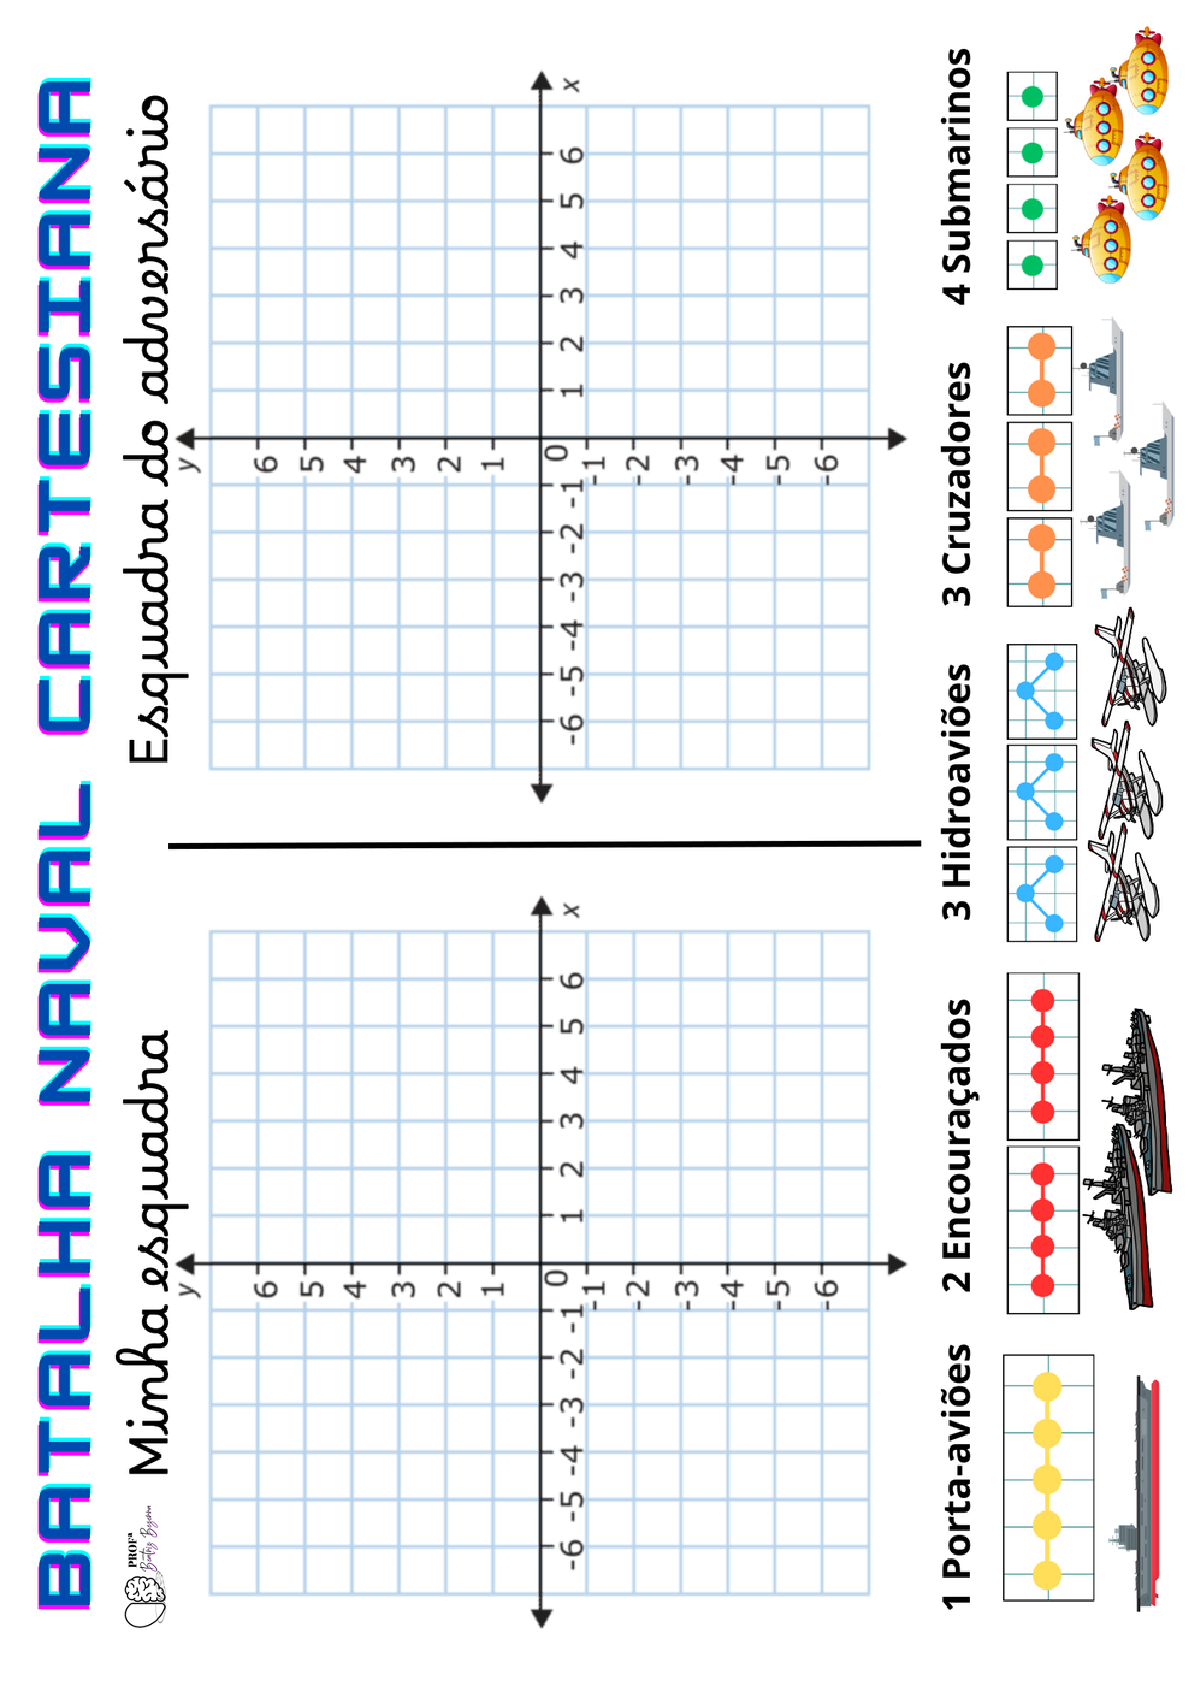 BATALHA NAVAL CARTESIANA
PROFª
Minha esquadra
Esquadra do adversário
y
6
5
4
3
2
1
-6 -5 -4 -3 -2 -1 0 1 2 3 4 5 6 x
-1
-2
-3
-4
-5
-6
y
6
5
4
3
2
1
-6 -5 -4 -3 -2 -1 0 1 2 3 4 5 6 x
-1
-2
-3
-4
-5
-6
1 Porta-aviões
2 Encouraçados
3 Hidroaviões
3 Cruzadores
4 Submarinos